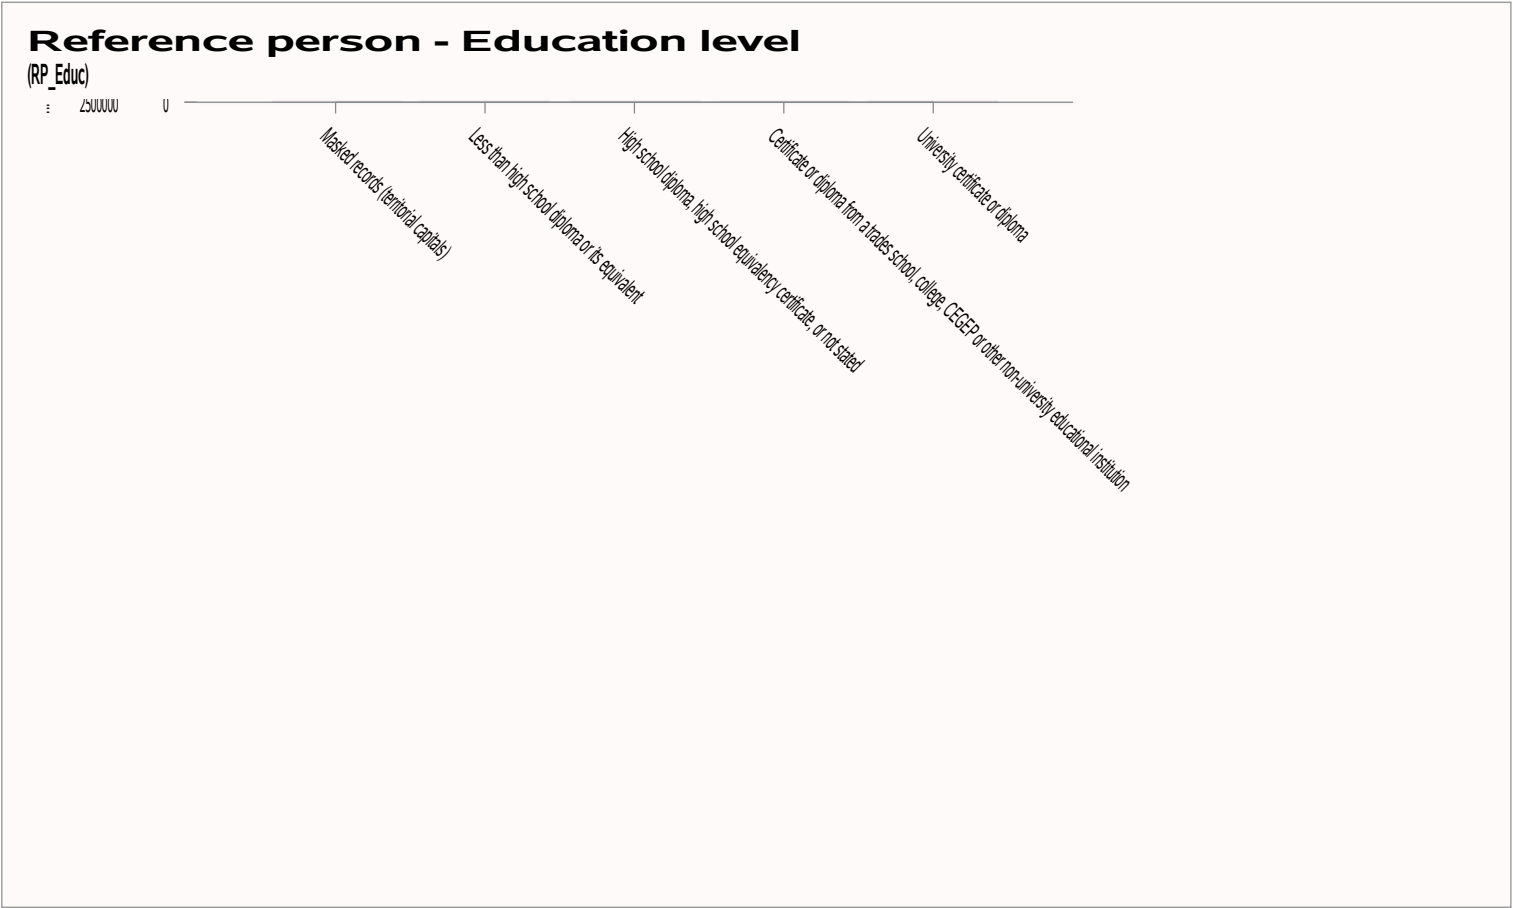 Reference person - Education level
(RP_Educ)
2500000
0
Masked records (territorial capitals)
Less than high school diploma or its equivalent
High school diploma, high school equivalency certificate, or not stated
Certificate or diploma from a trades school, college, CEGEP or other non-university educational institution
University certificate or diploma